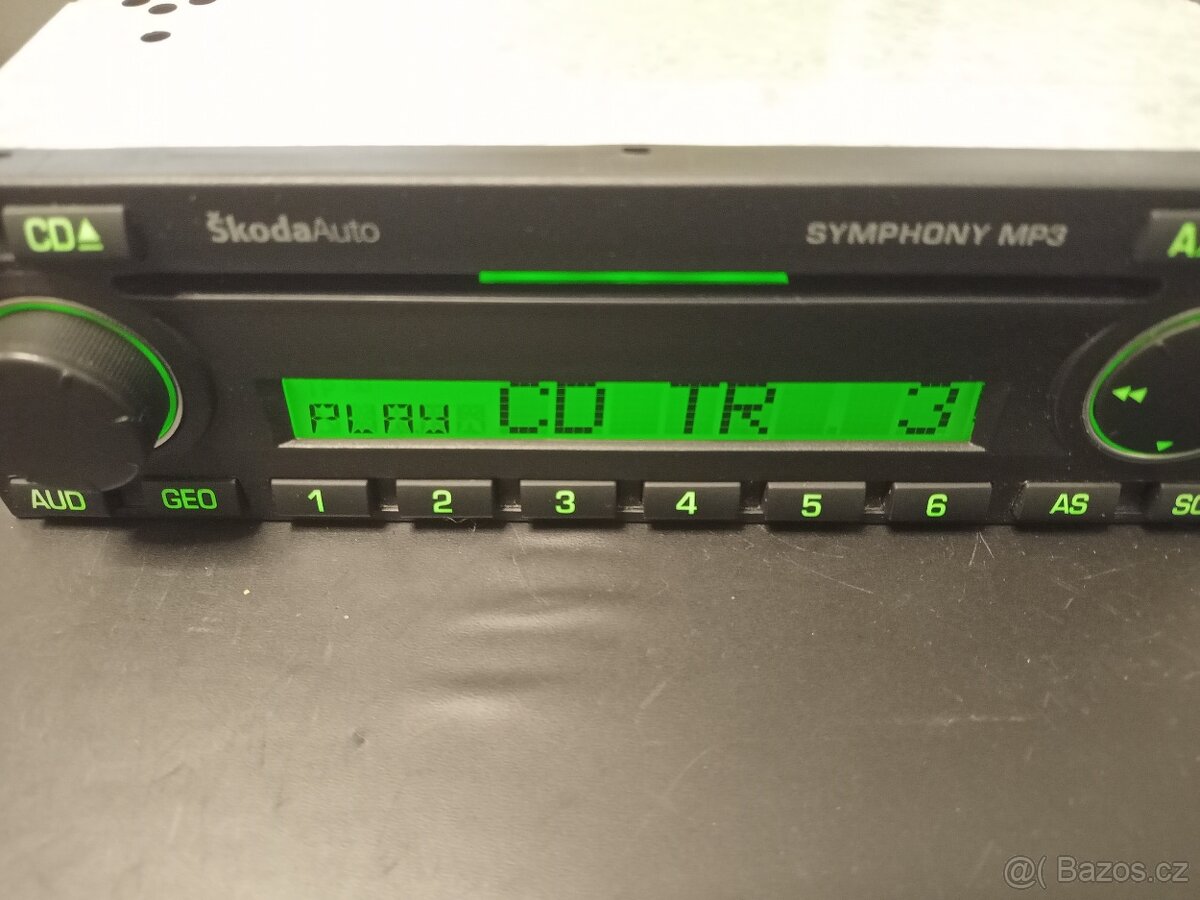 CD
ŠkodaAuto
SYMPHONY MP3
PLAY CD TR 3
AUD GEO 1 2 3 4 5 6 AS
@( Bazos.cz